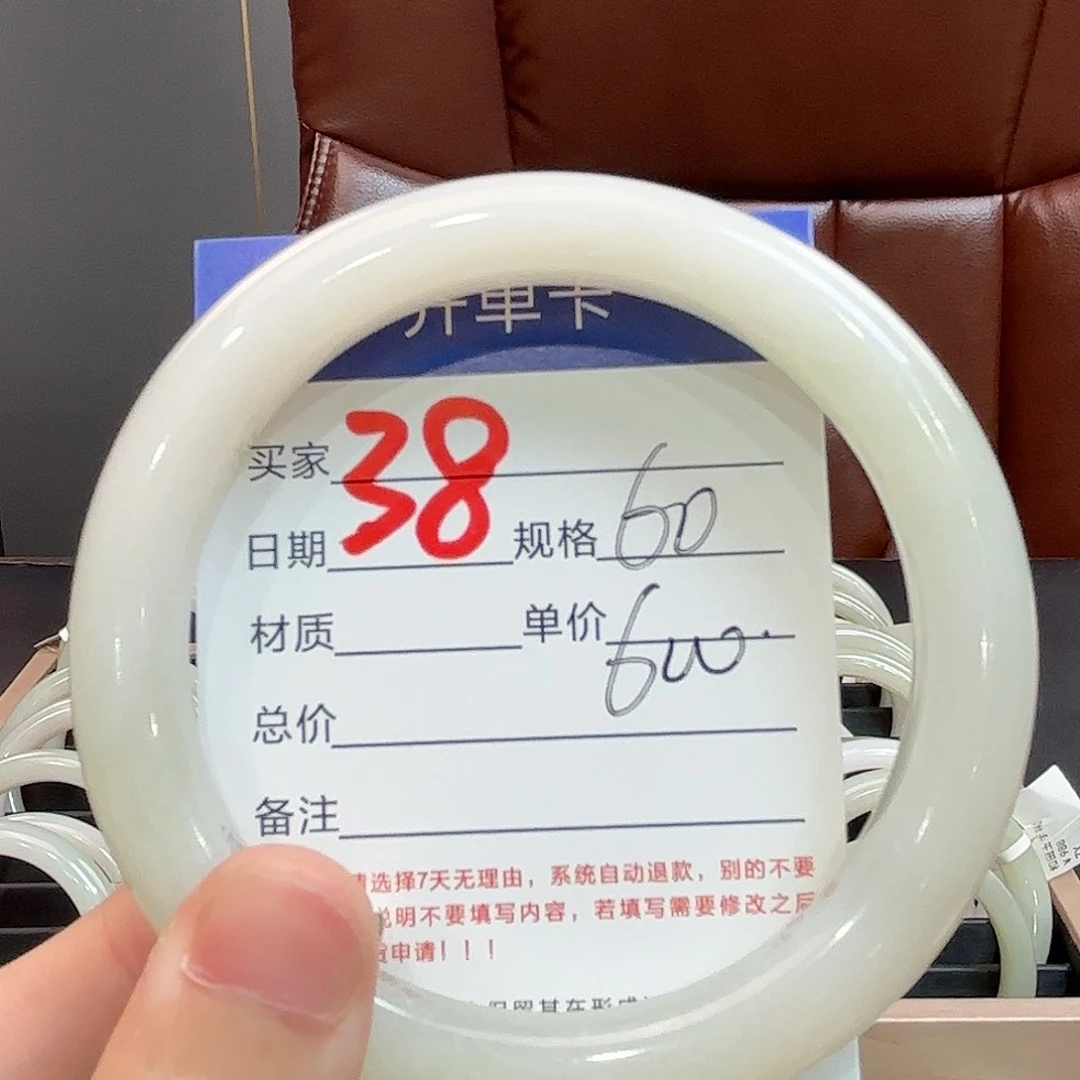 开单卡
买家
38
日期 规格 60
材质 单价 600.
总价
备注
请选择7天无理由，系统自动退款，别的不要
说明不要填写内容，若填写需要修改之后
货申请！！！